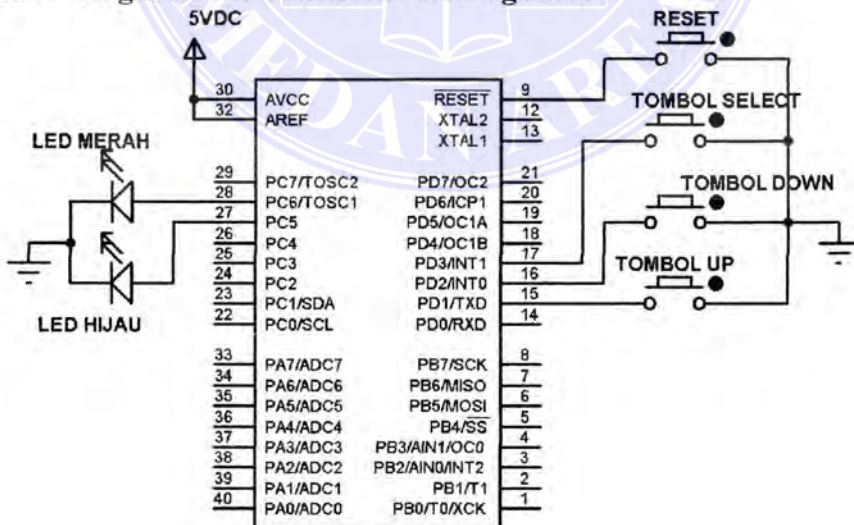 5VDC
RESET
TOMBOL SELECT
TOMBOL DOWN
TOMBOL UP
LED MERAH
LED HIJAU
30 AVCC
32 AREF
29 PC7/TOSC2
28 PC6/TOSC1
27 PC5
26 PC4
25 PC3
24 PC2
23 PC1/SDA
22 PC0/SCL
33 PA7/ADC7
34 PA6/ADC6
35 PA5/ADC5
36 PA4/ADC4
37 PA3/ADC3
38 PA2/ADC2
39 PA1/ADC1
40 PA0/ADC0
RESET 9
XTAL2 12
XTAL1 13
PD7/OC2 21
PD6/ICP1 20
PD5/OC1A 19
PD4/OC1B 18
PD3/INT1 17
PD2/INT0 16
PD1/TXD 15
PD0/RXD 14
PB7/SCK 8
PB6/MISO 7
PB5/MOSI 6
PB4/SS 5
PB3/AIN1/OC0 4
PB2/AIN0/INT2 3
PB1/T1 2
PB0/T0/XCK 1